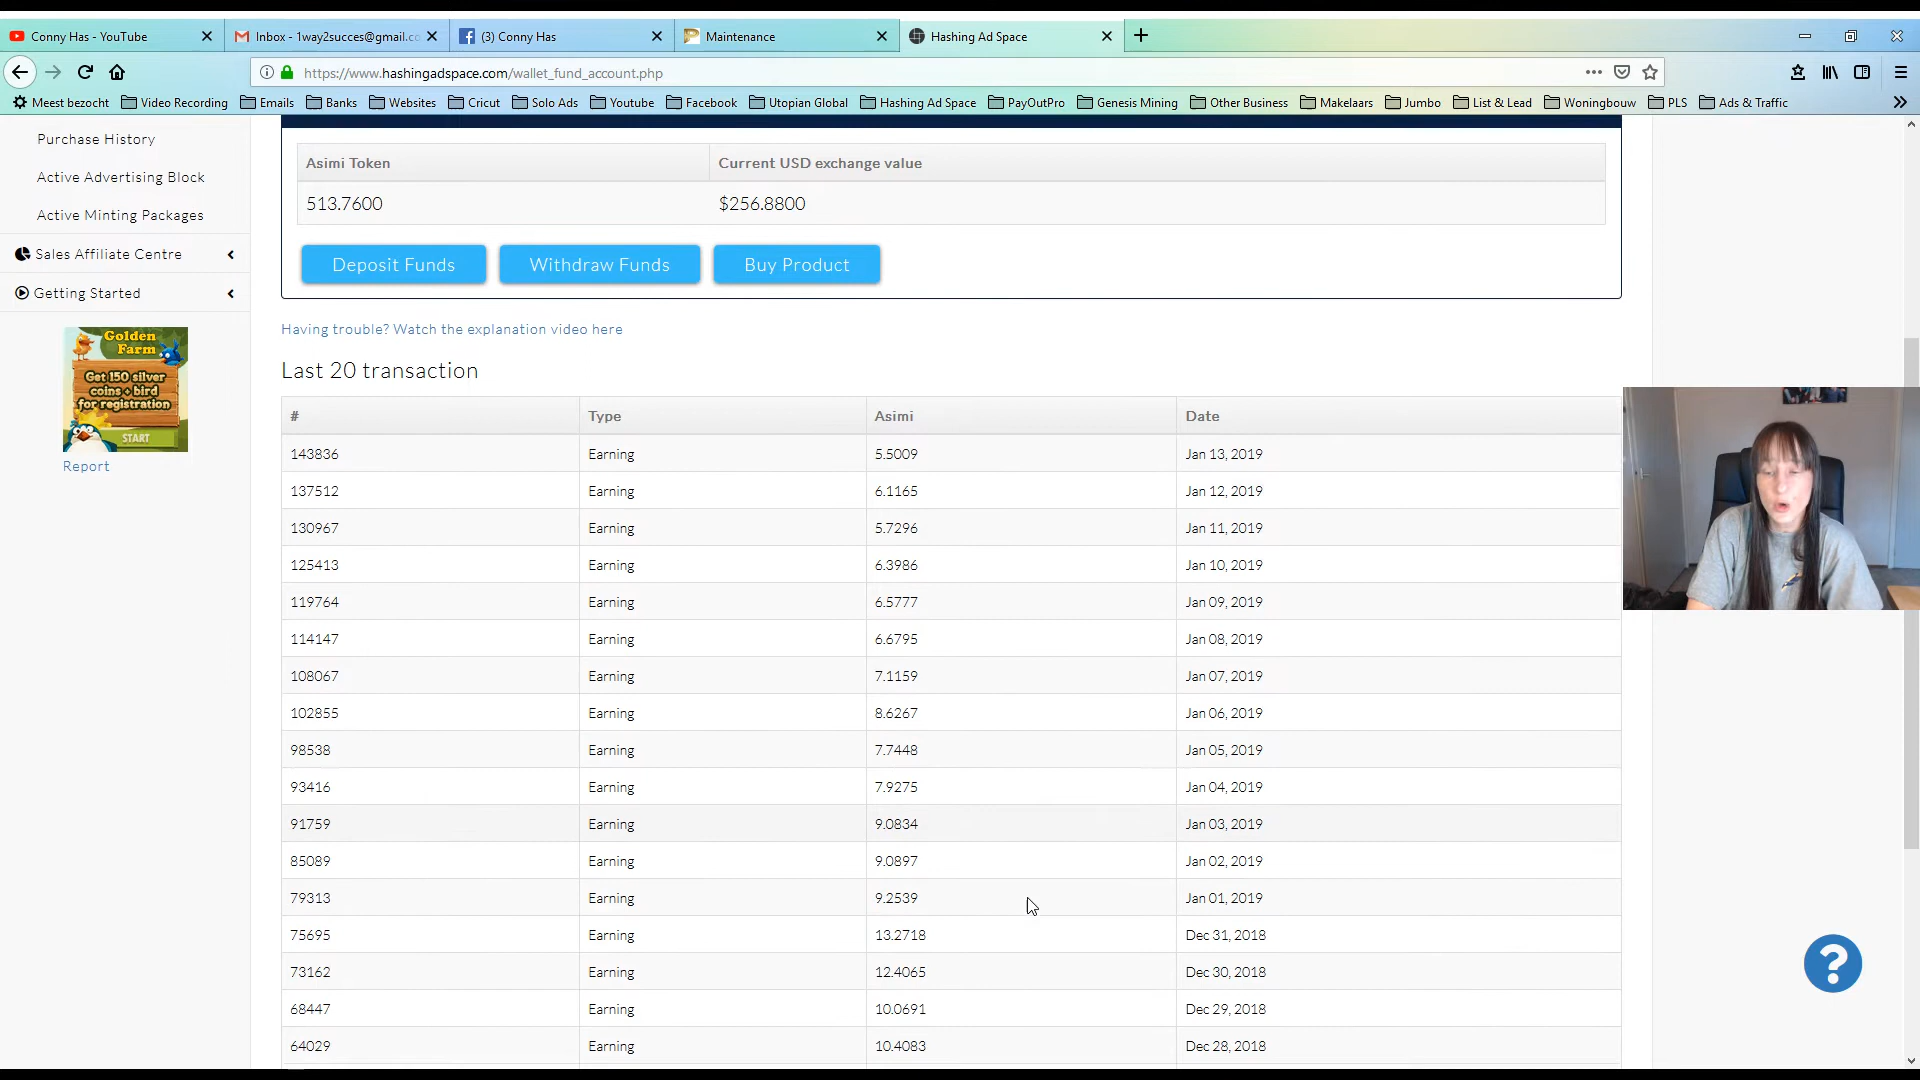 Conny Has - YouTube
Inbox - 1way2succes@gmail.co
(3) Conny Has
Maintenance
Hashing Ad Space
https://www.hashingadspace.com/wallet_fund_account.php
Meest bezocht Video Recording Emails Banks Websites Cricut Solo Ads Youtube Facebook Utopian Global Hashing Ad Space PayOutPro Genesis Mining Other Business Makelaars Jumbo List & Lead Woningbouw PLS Ads & Traffic
Purchase History
Active Advertising Block
Active Minting Packages
Sales Affiliate Centre
Getting Started
Golden
Farm
Get 150 silver
coins + bird
for registration
START
Report
Asimi Token Current USD exchange value
513.7600 $256.8800
Deposit Funds Withdraw Funds Buy Product
Having trouble? Watch the explanation video here
Last 20 transaction
# Type Asimi Date
143836 Earning 5.5009 Jan 13, 2019
137512 Earning 6.1165 Jan 12, 2019
130967 Earning 5.7296 Jan 11, 2019
125413 Earning 6.3986 Jan 10, 2019
119764 Earning 6.5777 Jan 09, 2019
114147 Earning 6.6795 Jan 08, 2019
108067 Earning 7.1159 Jan 07, 2019
102855 Earning 8.6267 Jan 06, 2019
98538 Earning 7.7448 Jan 05, 2019
93416 Earning 7.9275 Jan 04, 2019
91759 Earning 9.0834 Jan 03, 2019
85089 Earning 9.0897 Jan 02, 2019
79313 Earning 9.2539 Jan 01, 2019
75695 Earning 13.2718 Dec 31, 2018
73162 Earning 12.4065 Dec 30, 2018
68447 Earning 10.0691 Dec 29, 2018
64029 Earning 10.4083 Dec 28, 2018
?